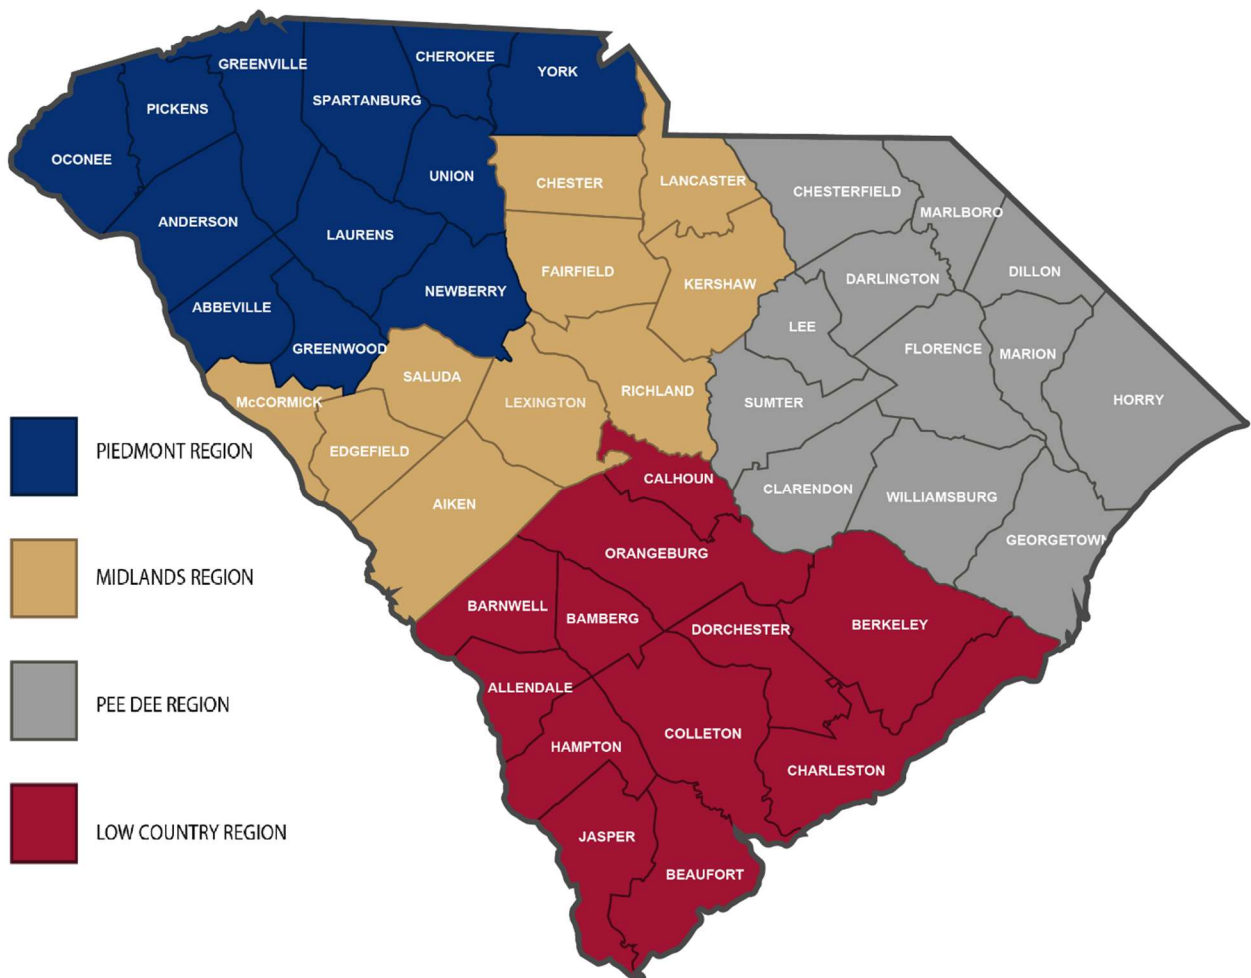 GREENVILLE
CHEROKEE
YORK
SPARTANBURG
PICKENS
OCONEE
UNION
CHESTER
LANCASTER
CHESTERFIELD
MARLBORO
ANDERSON
LAURENS
FAIRFIELD
KERSHAW
DARLINGTON
DILLON
NEWBERRY
ABBEVILLE
LEE
GREENWOOD
FLORENCE
MARION
SALUDA
RICHLAND
McCORMICK
LEXINGTON
SUMTER
HORRY
EDGEFIELD
PIEDMONT REGION
CALHOUN
CLARENDON
WILLIAMSBURG
AIKEN
GEORGETOWN
ORANGEBURG
MIDLANDS REGION
BARNWELL
BAMBERG
DORCHESTER
BERKELEY
ALLENDALE
PEE DEE REGION
COLLETON
HAMPTON
CHARLESTON
LOW COUNTRY REGION
JASPER
BEAUFORT